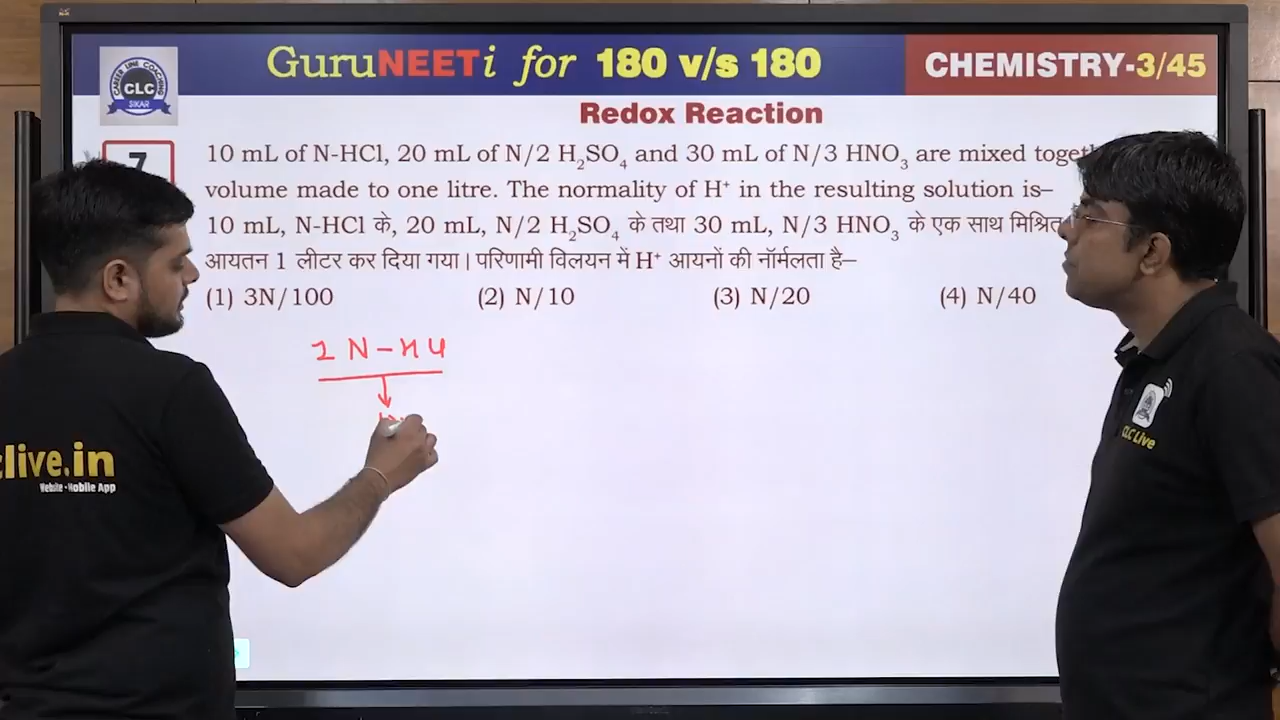 GuruNEETi for 180 v/s 180
CHEMISTRY-3/45
CAREER LINE COACHING
CLC
SIKAR
Redox Reaction
7
10 mL of N-HCl, 20 mL of N/2 H₂SO₄ and 30 mL of N/3 HNO₃ are mixed
volume made to one litre. The normality of H⁺ in the resulting solution is–
10 mL, N-HCl के, 20 mL, N/2 H₂SO₄ के तथा 30 mL, N/3 HNO₃ के एक साथ मिश्रित
आयतन 1 लीटर कर दिया गया। परिणामी विलयन में H⁺ आयनों की नॉर्मलता है–
(1) 3N/100 (2) N/10 (3) N/20 (4) N/40
1 N-HCl
clive.in
Website • Mobile App
CLC Live